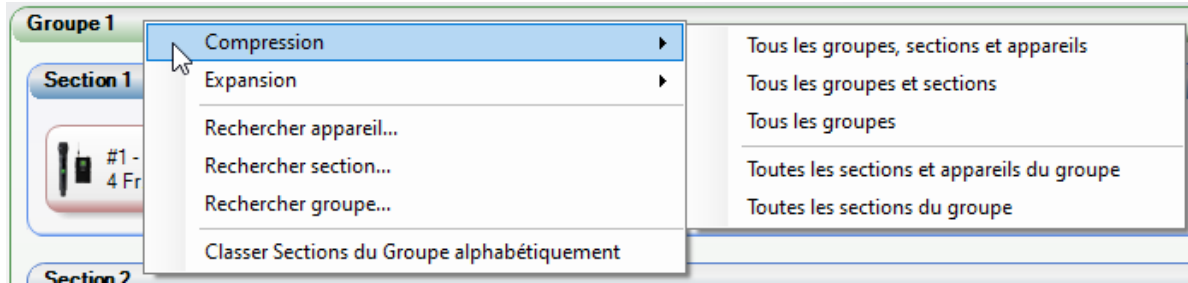 Groupe 1
Compression
Tous les groupes, sections et appareils
Section 1
Expansion
Tous les groupes et sections
Rechercher appareil...
Tous les groupes
#1 -
4 Fr
Rechercher section...
Toutes les sections et appareils du groupe
Rechercher groupe...
Toutes les sections du groupe
Classer Sections du Groupe alphabétiquement
Section 2